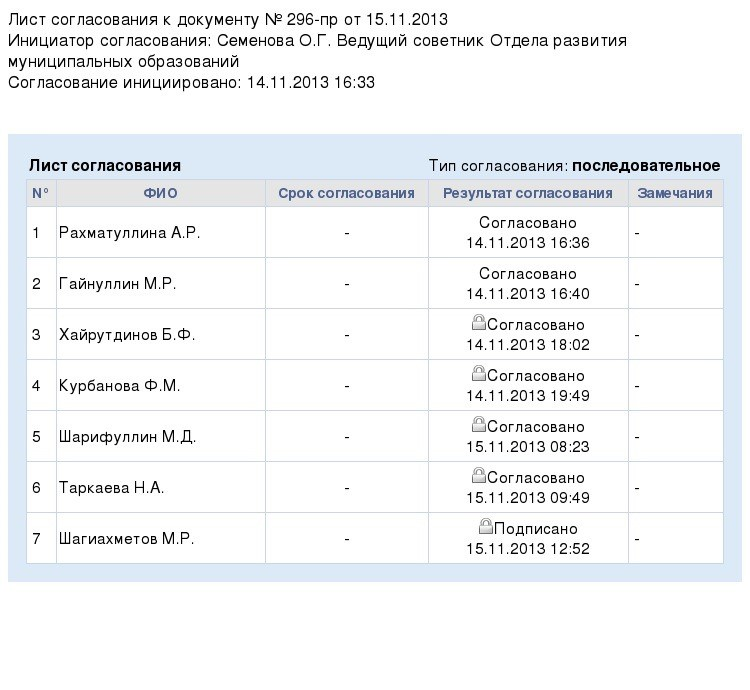 Лист согласования к документу № 296-пр от 15.11.2013
Инициатор согласования: Семенова О.Г. Ведущий советник Отдела развития
муниципальных образований
Согласование инициировано: 14.11.2013 16:33
Лист согласования Тип согласования: последовательное
N° ФИО Срок согласования Результат согласования Замечания
1 Рахматуллина А.Р. - Согласовано -
14.11.2013 16:36
2 Гайнуллин М.Р. - Согласовано -
14.11.2013 16:40
3 Хайрутдинов Б.Ф. - Согласовано -
14.11.2013 18:02
4 Курбанова Ф.М. - Согласовано -
14.11.2013 19:49
5 Шарифуллин М.Д. - Согласовано -
15.11.2013 08:23
6 Таркаева Н.А. - Согласовано -
15.11.2013 09:49
7 Шагиахметов М.Р. - Подписано -
15.11.2013 12:52